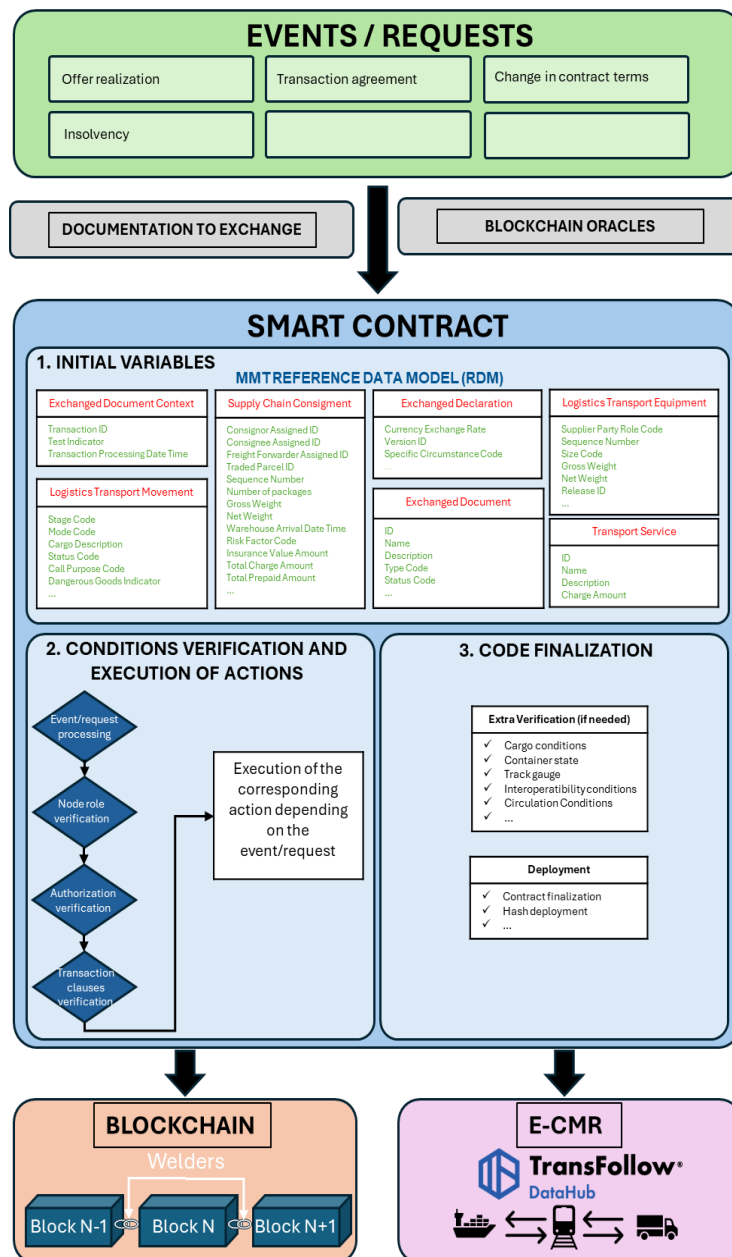 EVENTS / REQUESTS
Offer realization
Transaction agreement
Change in contract terms
Insolvency
DOCUMENTATION TO EXCHANGE
BLOCKCHAIN ORACLES
SMART CONTRACT
1. INITIAL VARIABLES
MMT REFERENCE DATA MODEL (RDM)
Exchanged Document Context
Transaction ID
Test Indicator
Transaction Processing Date Time
Logistics Transport Movement
Stage Code
Mode Code
Cargo Description
Status Code
Call Purpose Code
Dangerous Goods Indicator
...
Supply Chain Consigment
Consignor Assigned ID
Consignee Assigned ID
Freight Forwarder Assigned ID
Traded Parcel ID
Sequence Number
Number of packages
Gross Weight
Net Weight
Warehouse Arrival Date Time
Risk Factor Code
Insurance Value Amount
Total Charge Amount
Total Prepaid Amount
...
Exchanged Declaration
Currency Exchange Rate
Version ID
Specific Circumstance Code
...
Exchanged Document
ID
Name
Description
Type Code
Status Code
...
Logistics Transport Equipment
Supplier Party Role Code
Sequence Number
Size Code
Gross Weight
Net Weight
Release ID
...
Transport Service
ID
Name
Description
Charge Amount
2. CONDITIONS VERIFICATION AND
EXECUTION OF ACTIONS
Event/request
processing
Node role
verification
Authorization
verification
Transaction
clauses
verification
Execution of the
corresponding
action depending
on the
event/request
3. CODE FINALIZATION
Extra Verification (if needed)
✓ Cargo conditions
✓ Container state
✓ Track gauge
✓ Interoperatibility conditions
✓ Circulation Conditions
✓ ...
Deployment
✓ Contract finalization
✓ Hash deployment
✓ ...
BLOCKCHAIN
Welders
Block N-1
Block N
Block N+1
E-CMR
TransFollow®
DataHub